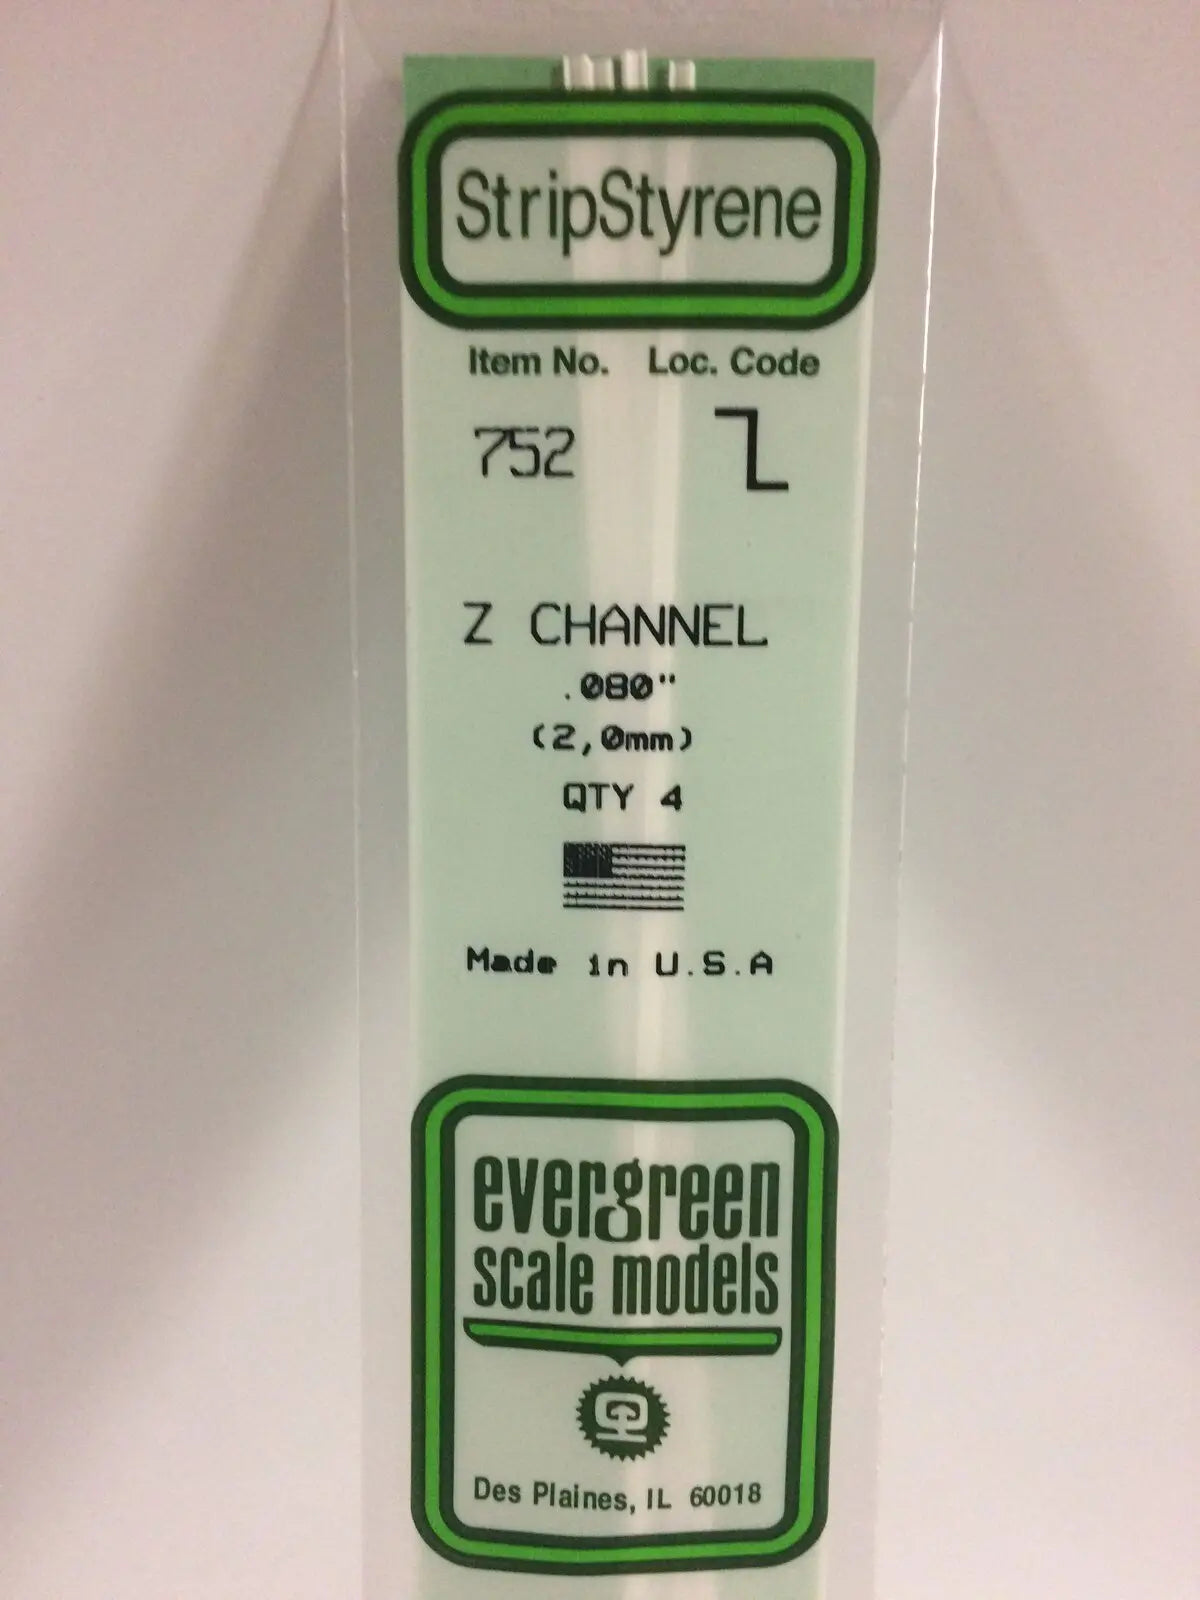 StripStyrene
Item No. Loc. Code
752
Z CHANNEL
.080"
(2,0mm)
QTY 4
Made in U.S.A
evergreen
scale models
Des Plaines, IL 60018